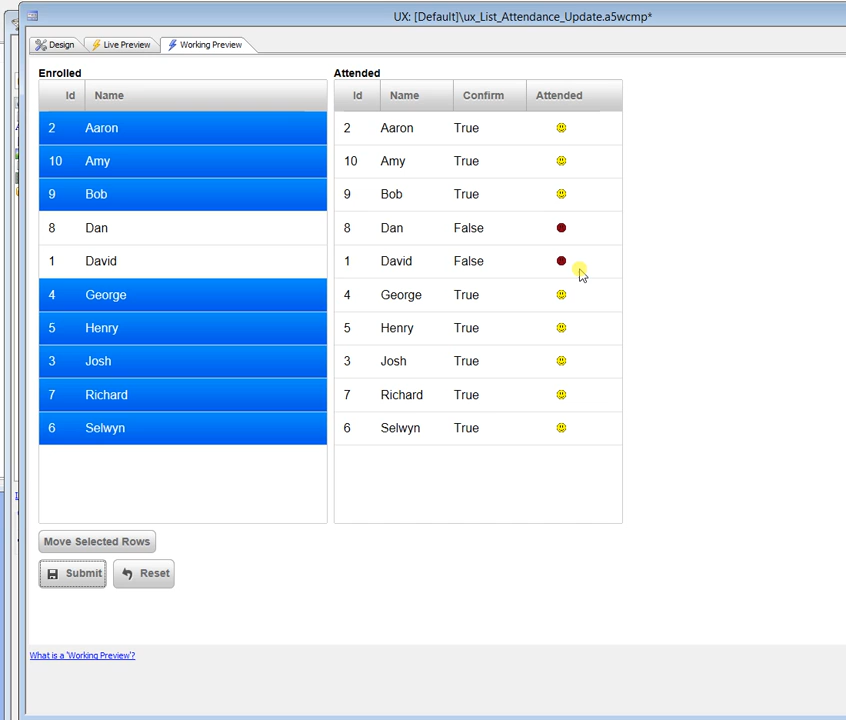 UX: [Default]\ux_List_Attendance_Update.a5wcmp*
Design Live Preview Working Preview
Enrolled
Id Name
2 Aaron
10 Amy
9 Bob
8 Dan
1 David
4 George
5 Henry
3 Josh
7 Richard
6 Selwyn
Attended
Id Name Confirm Attended
2 Aaron True
10 Amy True
9 Bob True
8 Dan False
1 David False
4 George True
5 Henry True
3 Josh True
7 Richard True
6 Selwyn True
Move Selected Rows
Submit Reset
What is a 'Working Preview'?